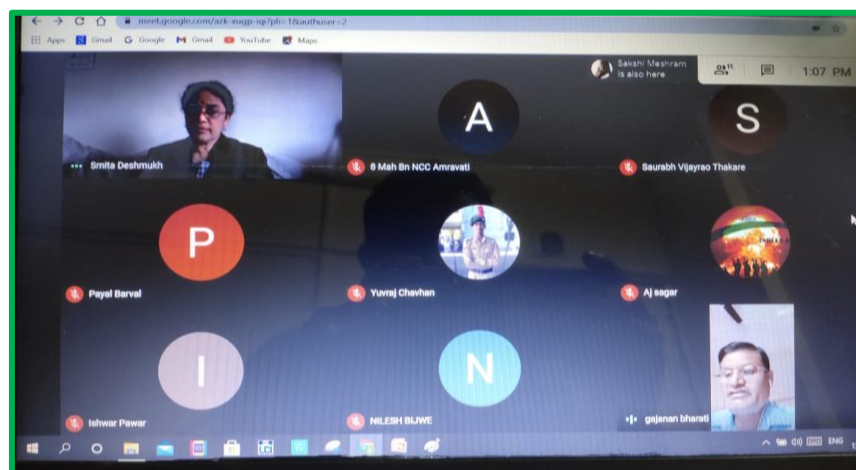 meet.google.com/azk-xugp-iqi?pli=1&authuser=2
Apps Gmail Google Gmail YouTube Maps
Sakshi Meshram
is also here
11
1:07 PM
A
S
Smita Deshmukh
8 Mah Bn NCC Amravati
Saurabh Vijayrao Thakare
P
INDIAN
Payal Barval
Yuvraj Chavhan
Aj sagar
I
N
Ishwar Pawar
NILESH BIJWE
gajanan bharati
ENG